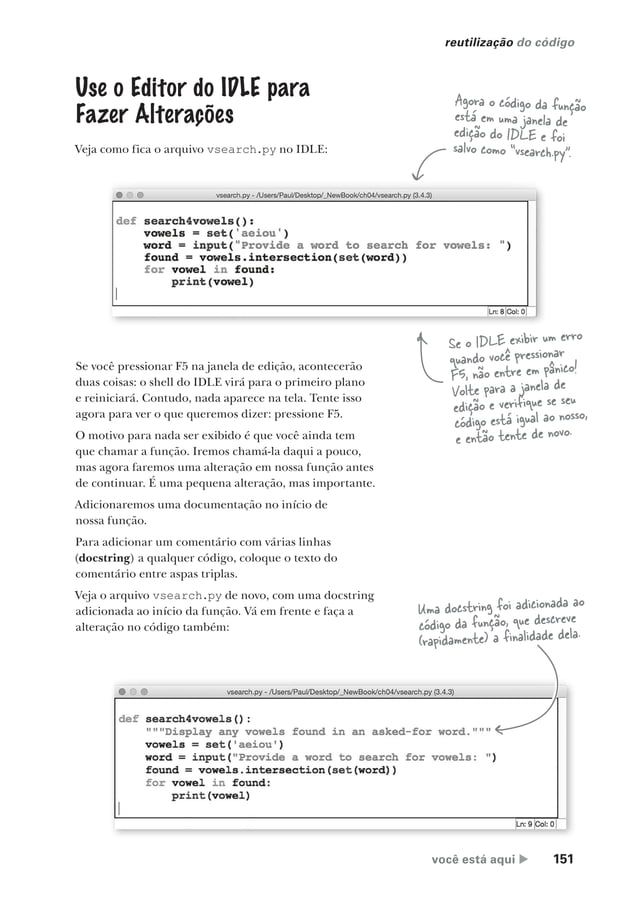 reutilização do código
Use o Editor do IDLE para
Fazer Alterações
Veja como fica o arquivo vsearch.py no IDLE:
Agora o código da função
está em uma janela de
edição do IDLE e foi
salvo como "vsearch.py".
vsearch.py - /Users/Paul/Desktop/_NewBook/ch04/vsearch.py (3.4.3)
def search4vowels():
    vowels = set('aeiou')
    word = input("Provide a word to search for vowels: ")
    found = vowels.intersection(set(word))
    for vowel in found:
        print(vowel)
Ln: 8 Col: 0
Se o IDLE exibir um erro
quando você pressionar
F5, não entre em pânico!
Volte para a janela de
edição e verifique se seu
código está igual ao nosso,
e então tente de novo.
Se você pressionar F5 na janela de edição, acontecerão
duas coisas: o shell do IDLE virá para o primeiro plano
e reiniciará. Contudo, nada aparece na tela. Tente isso
agora para ver o que queremos dizer: pressione F5.
O motivo para nada ser exibido é que você ainda tem
que chamar a função. Iremos chamá-la daqui a pouco,
mas agora faremos uma alteração em nossa função antes
de continuar. É uma pequena alteração, mas importante.
Adicionaremos uma documentação no início de
nossa função.
Para adicionar um comentário com várias linhas
(docstring) a qualquer código, coloque o texto do
comentário entre aspas triplas.
Veja o arquivo vsearch.py de novo, com uma docstring
adicionada ao início da função. Vá em frente e faça a
alteração no código também:
Uma docstring foi adicionada ao
código da função, que descreve
(rapidamente) a finalidade dela.
vsearch.py - /Users/Paul/Desktop/_NewBook/ch04/vsearch.py (3.4.3)
def search4vowels():
    """Display any vowels found in an asked-for word."""
    vowels = set('aeiou')
    word = input("Provide a word to search for vowels: ")
    found = vowels.intersection(set(word))
    for vowel in found:
        print(vowel)
Ln: 9 Col: 0
você está aqui ▶ 151